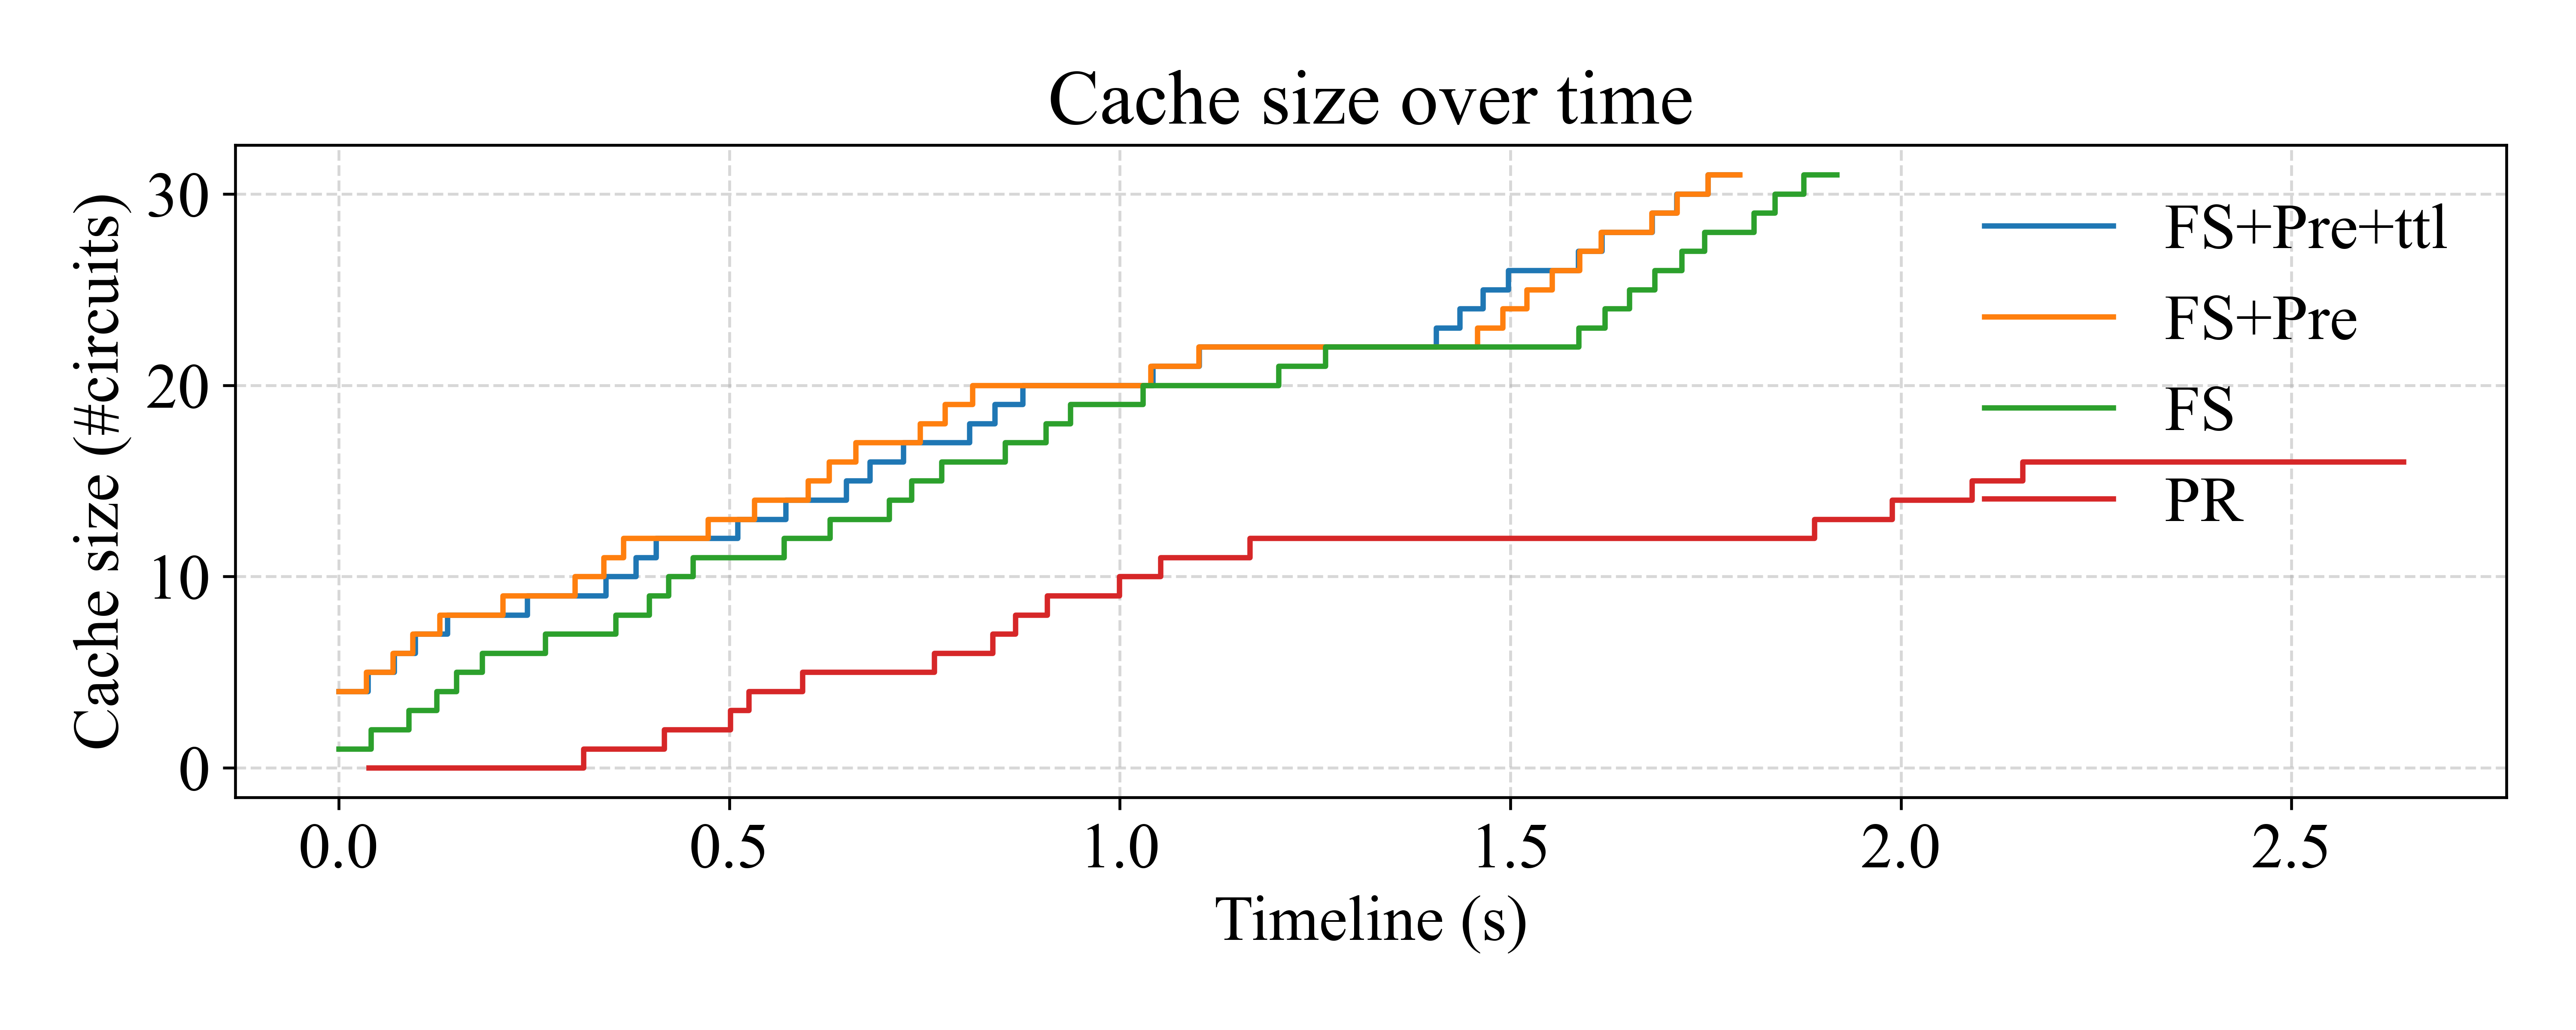 Cache size over time
Cache size (#circuits)
30
20
10
0
0.0 0.5 1.0 1.5 2.0 2.5
Timeline (s)
FS+Pre+ttl
FS+Pre
FS
PR